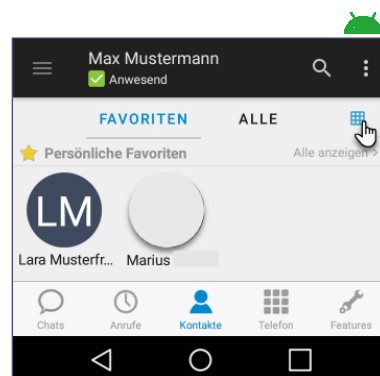 Max Mustermann
Anwesend
FAVORITEN ALLE
Persönliche Favoriten Alle anzeigen >
LM
Lara Musterfr... Marius
Chats Anrufe Kontakte Telefon Features